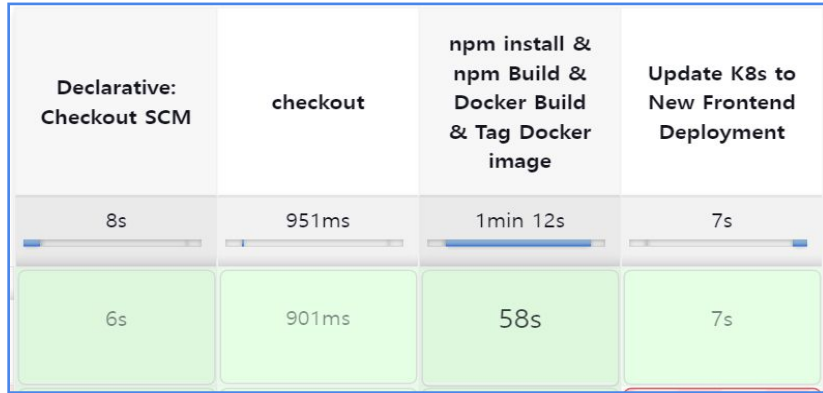 Declarative:
Checkout SCM
checkout
npm install &
npm Build &
Docker Build
& Tag Docker
image
Update K8s to
New Frontend
Deployment
8s
951ms
1min 12s
7s
6s
901ms
58s
7s